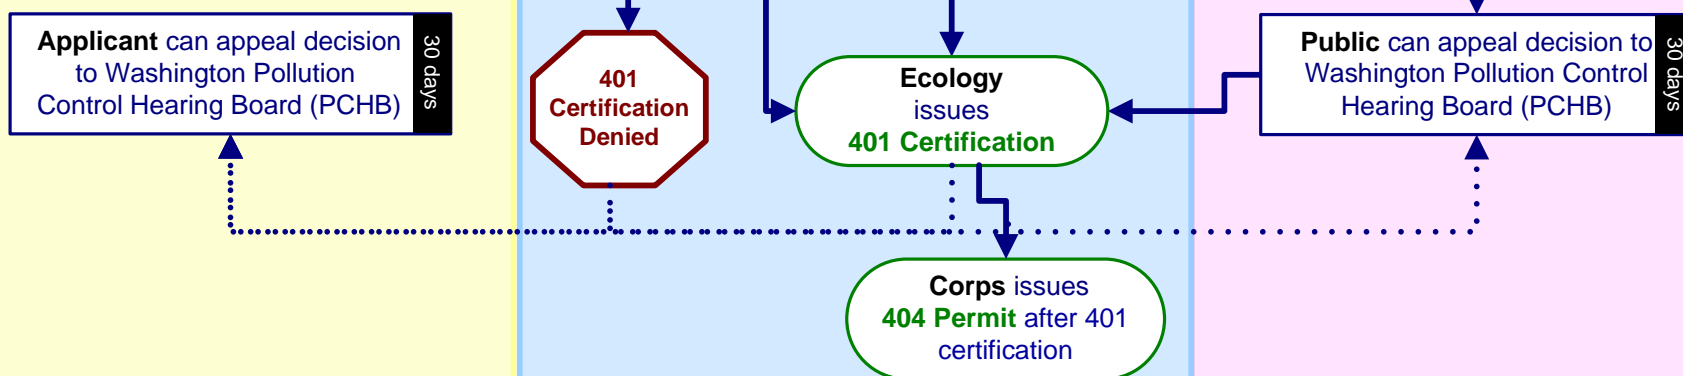 Applicant can appeal decision
to Washington Pollution
Control Hearing Board (PCHB)
30 days
401
Certification
Denied
Ecology
issues
401 Certification
Public can appeal decision to
Washington Pollution Control
Hearing Board (PCHB)
30 days
Corps issues
404 Permit after 401
certification